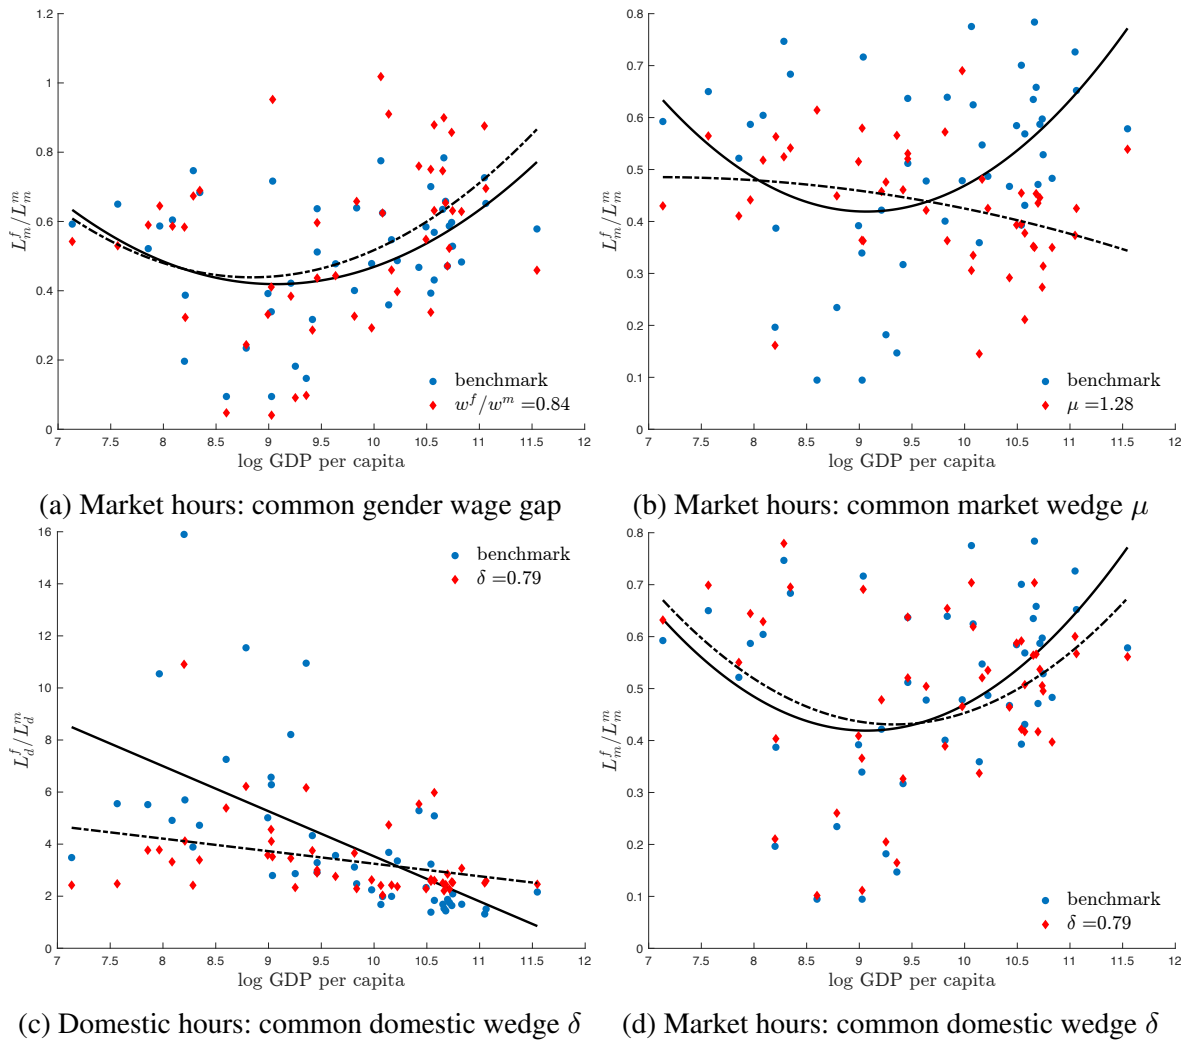 1.2
1
0.8
0.6
0.4
0.2
0
L_m^f/L_m^m
7 7.5 8 8.5 9 9.5 10 10.5 11 11.5 12
log GDP per capita
benchmark
w^f/w^m =0.84
(a) Market hours: common gender wage gap
0.8
0.7
0.6
0.5
0.4
0.3
0.2
0.1
0
L_m^f/L_m^m
7 7.5 8 8.5 9 9.5 10 10.5 11 11.5 12
log GDP per capita
benchmark
μ =1.28
(b) Market hours: common market wedge μ
16
14
12
10
8
6
4
2
0
L_d^f/L_d^m
7 7.5 8 8.5 9 9.5 10 10.5 11 11.5 12
log GDP per capita
benchmark
δ =0.79
(c) Domestic hours: common domestic wedge δ
0.8
0.7
0.6
0.5
0.4
0.3
0.2
0.1
0
L_m^f/L_m^m
7 7.5 8 8.5 9 9.5 10 10.5 11 11.5 12
log GDP per capita
benchmark
δ =0.79
(d) Market hours: common domestic wedge δ